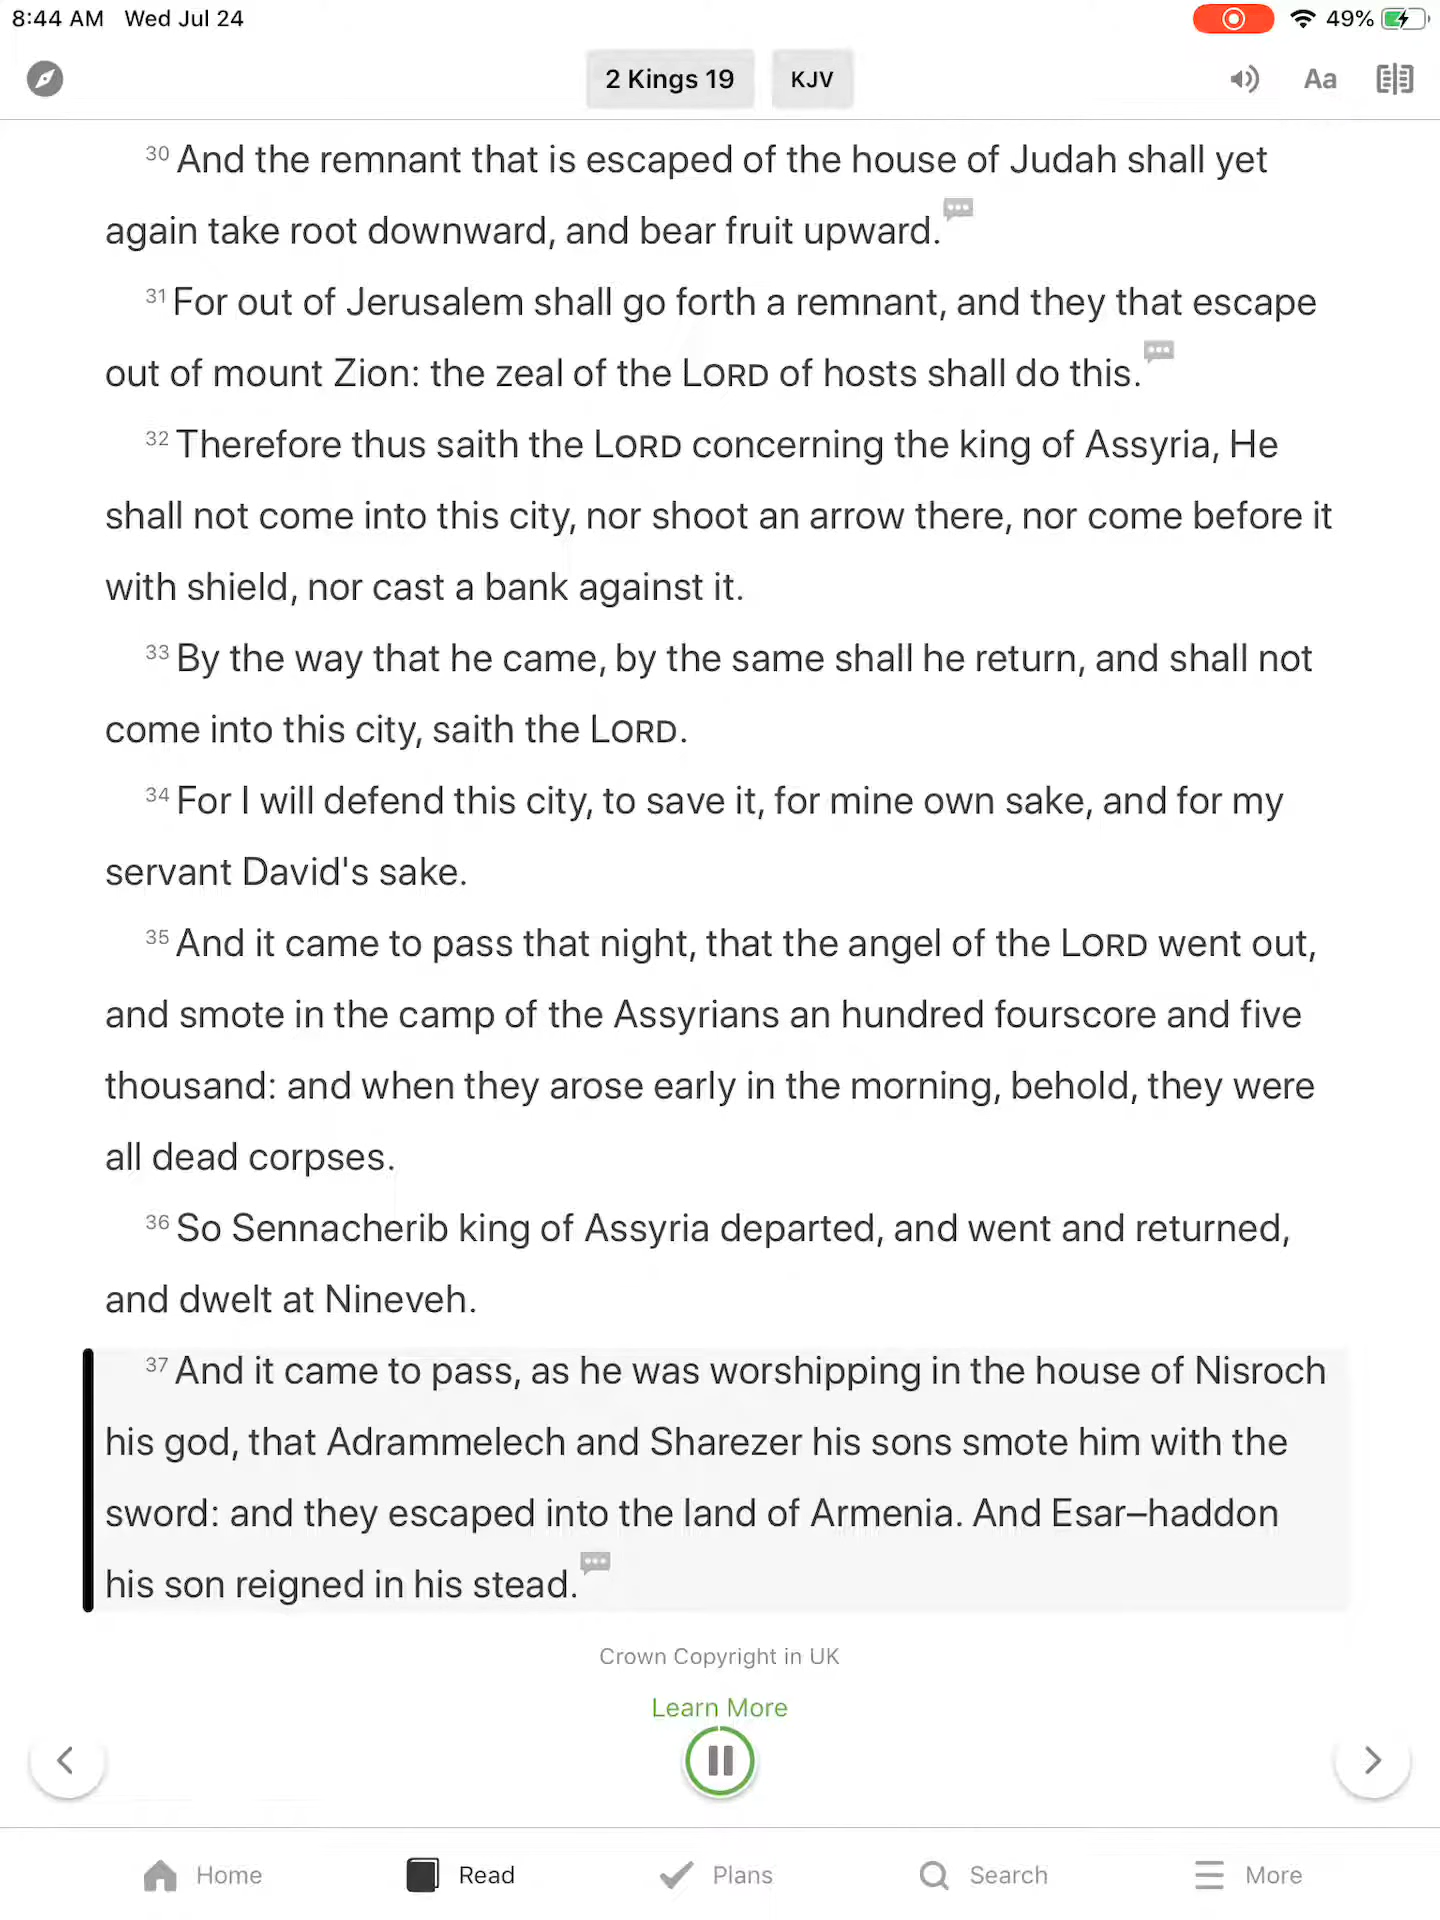 8:44 AM Wed Jul 24 49%
2 Kings 19 KJV Aa
30 And the remnant that is escaped of the house of Judah shall yet
again take root downward, and bear fruit upward.
31 For out of Jerusalem shall go forth a remnant, and they that escape
out of mount Zion: the zeal of the LORD of hosts shall do this.
32 Therefore thus saith the LORD concerning the king of Assyria, He
shall not come into this city, nor shoot an arrow there, nor come before it
with shield, nor cast a bank against it.
33 By the way that he came, by the same shall he return, and shall not
come into this city, saith the LORD.
34 For I will defend this city, to save it, for mine own sake, and for my
servant David's sake.
35 And it came to pass that night, that the angel of the LORD went out,
and smote in the camp of the Assyrians an hundred fourscore and five
thousand: and when they arose early in the morning, behold, they were
all dead corpses.
36 So Sennacherib king of Assyria departed, and went and returned,
and dwelt at Nineveh.
37 And it came to pass, as he was worshipping in the house of Nisroch
his god, that Adrammelech and Sharezer his sons smote him with the
sword: and they escaped into the land of Armenia. And Esar–haddon
his son reigned in his stead.
Crown Copyright in UK
Learn More
Home Read Plans Search More